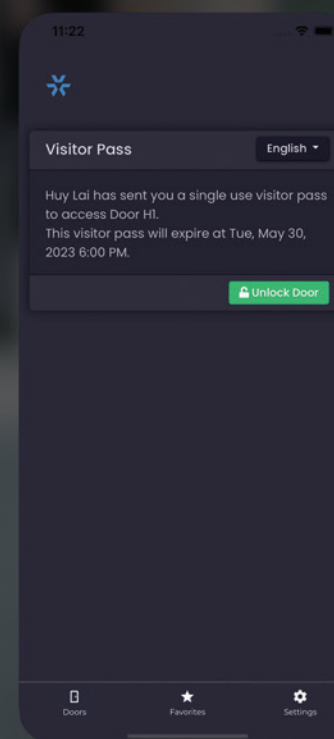 11:22
Visitor Pass
English
Huy Lai has sent you a single use visitor pass
to access Door H1.
This visitor pass will expire at Tue, May 30,
2023 6:00 PM.
Unlock Door
Doors
Favorites
Settings